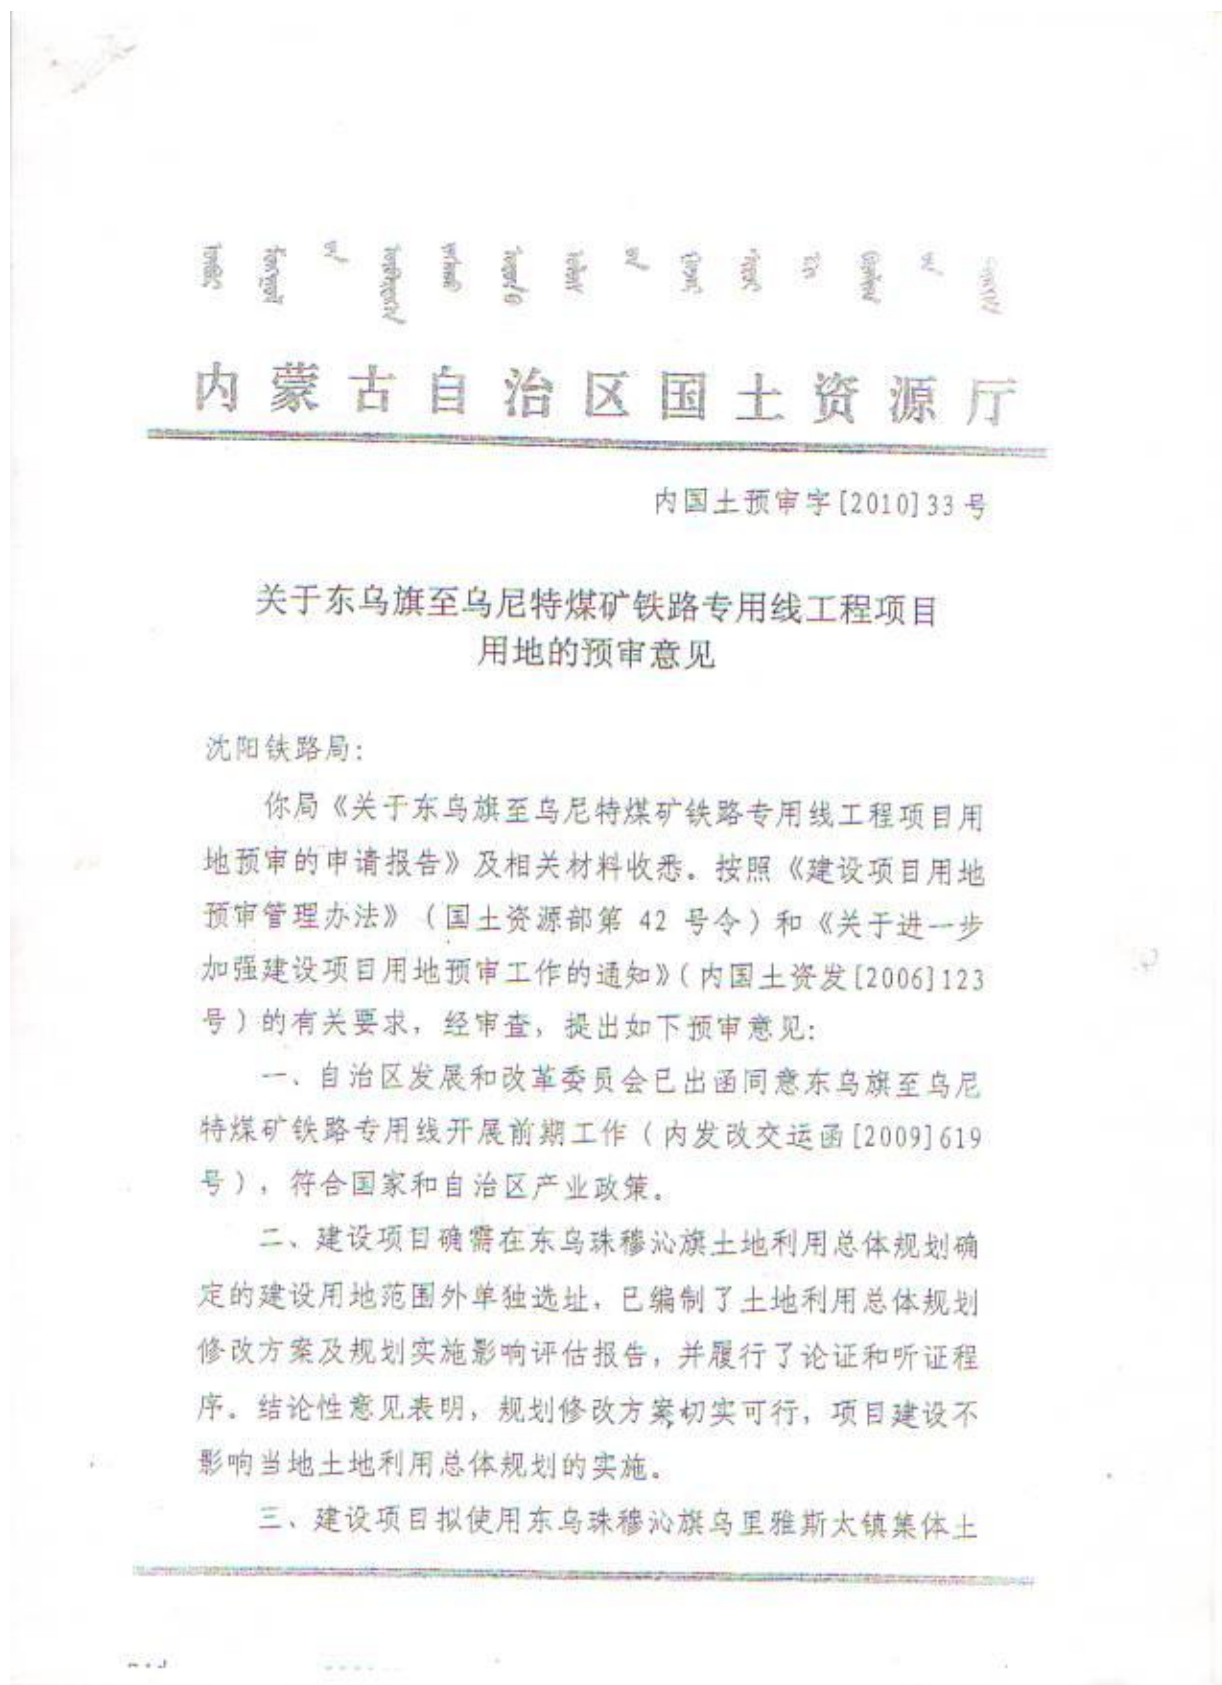 内蒙古自治区国土资源厅
内国土预审字[2010]33号
关于东乌旗至乌尼特煤矿铁路专用线工程项目
用地的预审意见
沈阳铁路局：
你局《关于东乌旗至乌尼特煤矿铁路专用线工程项目用
地预审的申请报告》及相关材料收悉。按照《建设项目用地
预审管理办法》（国土资源部第 42 号令）和《关于进一步
加强建设项目用地预审工作的通知》（内国土资发[2006]123
号）的有关要求，经审查，提出如下预审意见：
一、自治区发展和改革委员会已出函同意东乌旗至乌尼
特煤矿铁路专用线开展前期工作（内发改交运函[2009]619
号），符合国家和自治区产业政策。
二、建设项目确需在东乌珠穆沁旗土地利用总体规划确
定的建设用地范围外单独选址，已编制了土地利用总体规划
修改方案及规划实施影响评估报告，并履行了论证和听证程
序。结论性意见表明，规划修改方案切实可行，项目建设不
影响当地土地利用总体规划的实施。
三、建设项目拟使用东乌珠穆沁旗乌里雅斯太镇集体土